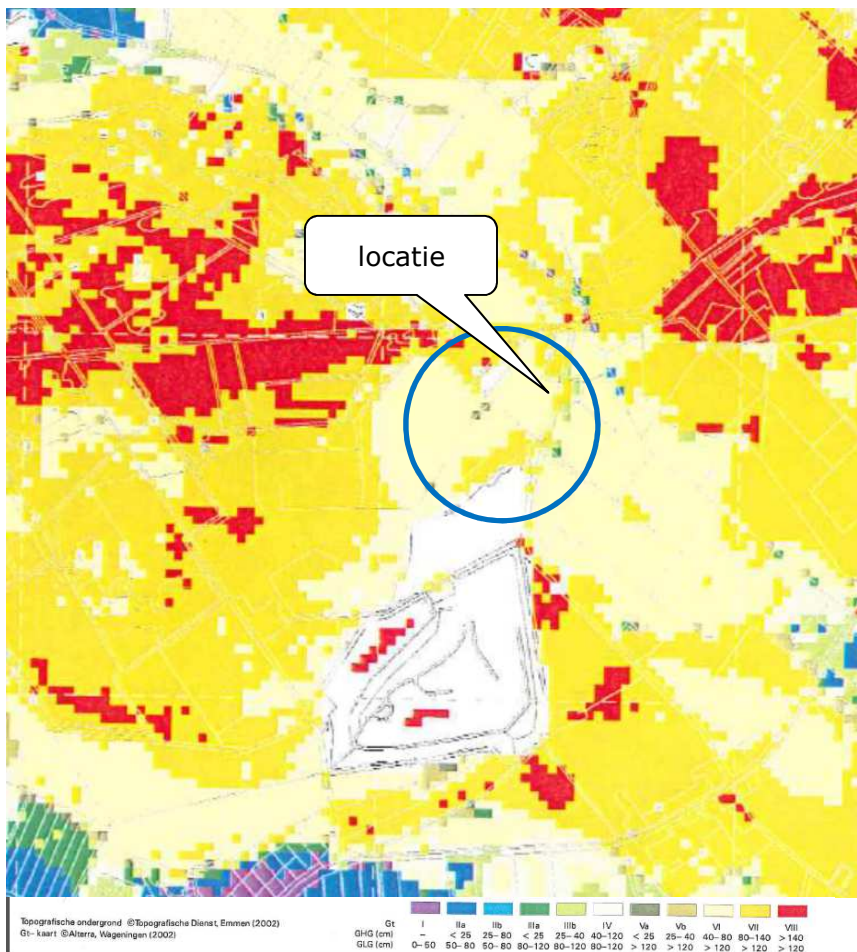 locatie
Topografische ondergrond ©Topografische Dienst, Emmen (2002)
Gt- kaart ©Alterra, Wageningen (2002)
Gt I IIa IIb IIIa IIIb IV Va Vb VI VII VIII
GHG (cm) – < 25 25–80 < 25 25–40 40–120 < 25 25–40 40–80 80–140 > 140
GLG (cm) 0–50 50–80 50–80 80–120 80–120 80–120 > 120 > 120 > 120 > 120 > 120